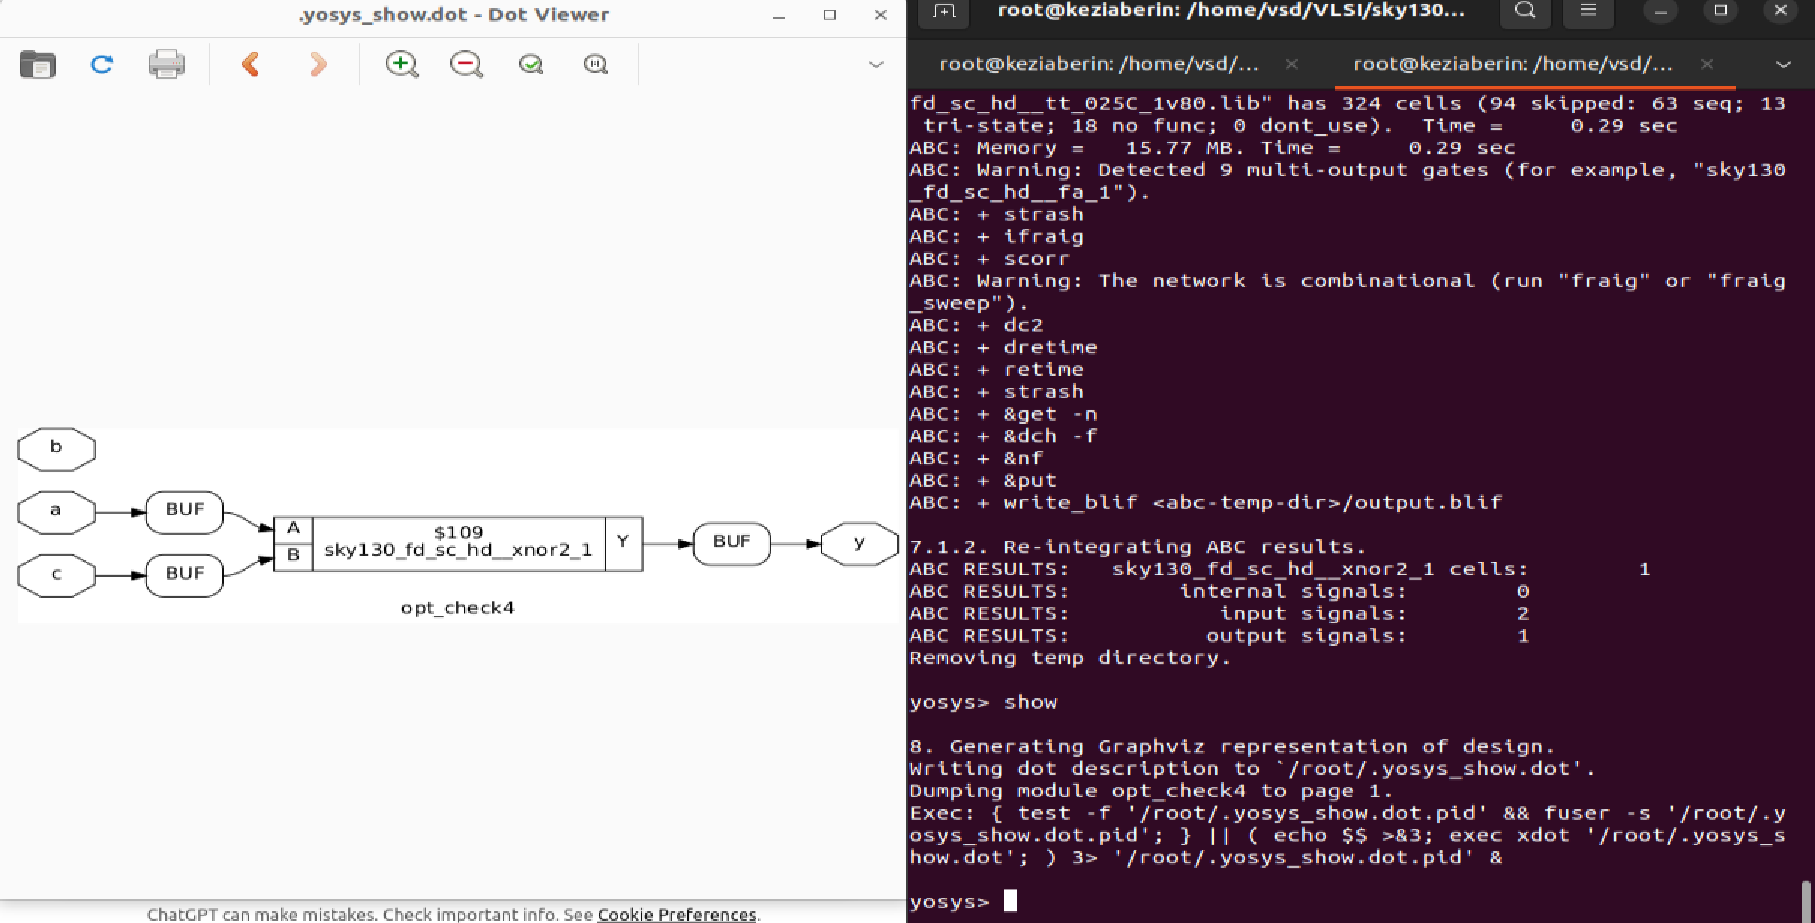 .yosys_show.dot - Dot Viewer
b
a
BUF
c
BUF
A
B
$109
sky130_fd_sc_hd__xnor2_1
Y
BUF
y
opt_check4
ChatGPT can make mistakes. Check important info. See Cookie Preferences.
root@keziaberin: /home/vsd/VLSI/sky130...
root@keziaberin: /home/vsd/...
root@keziaberin: /home/vsd/...
fd_sc_hd__tt_025C_1v80.lib" has 324 cells (94 skipped: 63 seq; 13
tri-state; 18 no func; 0 dont_use).  Time =     0.29 sec
ABC: Memory =   15.77 MB. Time =     0.29 sec
ABC: Warning: Detected 9 multi-output gates (for example, "sky130
_fd_sc_hd__fa_1").
ABC: + strash
ABC: + ifraig
ABC: + scorr
ABC: Warning: The network is combinational (run "fraig" or "fraig
_sweep").
ABC: + dc2
ABC: + dretime
ABC: + retime
ABC: + strash
ABC: + &get -n
ABC: + &dch -f
ABC: + &nf
ABC: + &put
ABC: + write_blif <abc-temp-dir>/output.blif
7.1.2. Re-integrating ABC results.
ABC RESULTS:   sky130_fd_sc_hd__xnor2_1 cells:        1
ABC RESULTS:        internal signals:        0
ABC RESULTS:           input signals:        2
ABC RESULTS:          output signals:        1
Removing temp directory.
yosys> show
8. Generating Graphviz representation of design.
Writing dot description to `/root/.yosys_show.dot'.
Dumping module opt_check4 to page 1.
Exec: { test -f '/root/.yosys_show.dot.pid' && fuser -s '/root/.y
osys_show.dot.pid'; } || ( echo $$ >&3; exec xdot '/root/.yosys_s
how.dot'; ) 3> '/root/.yosys_show.dot.pid' &
yosys>